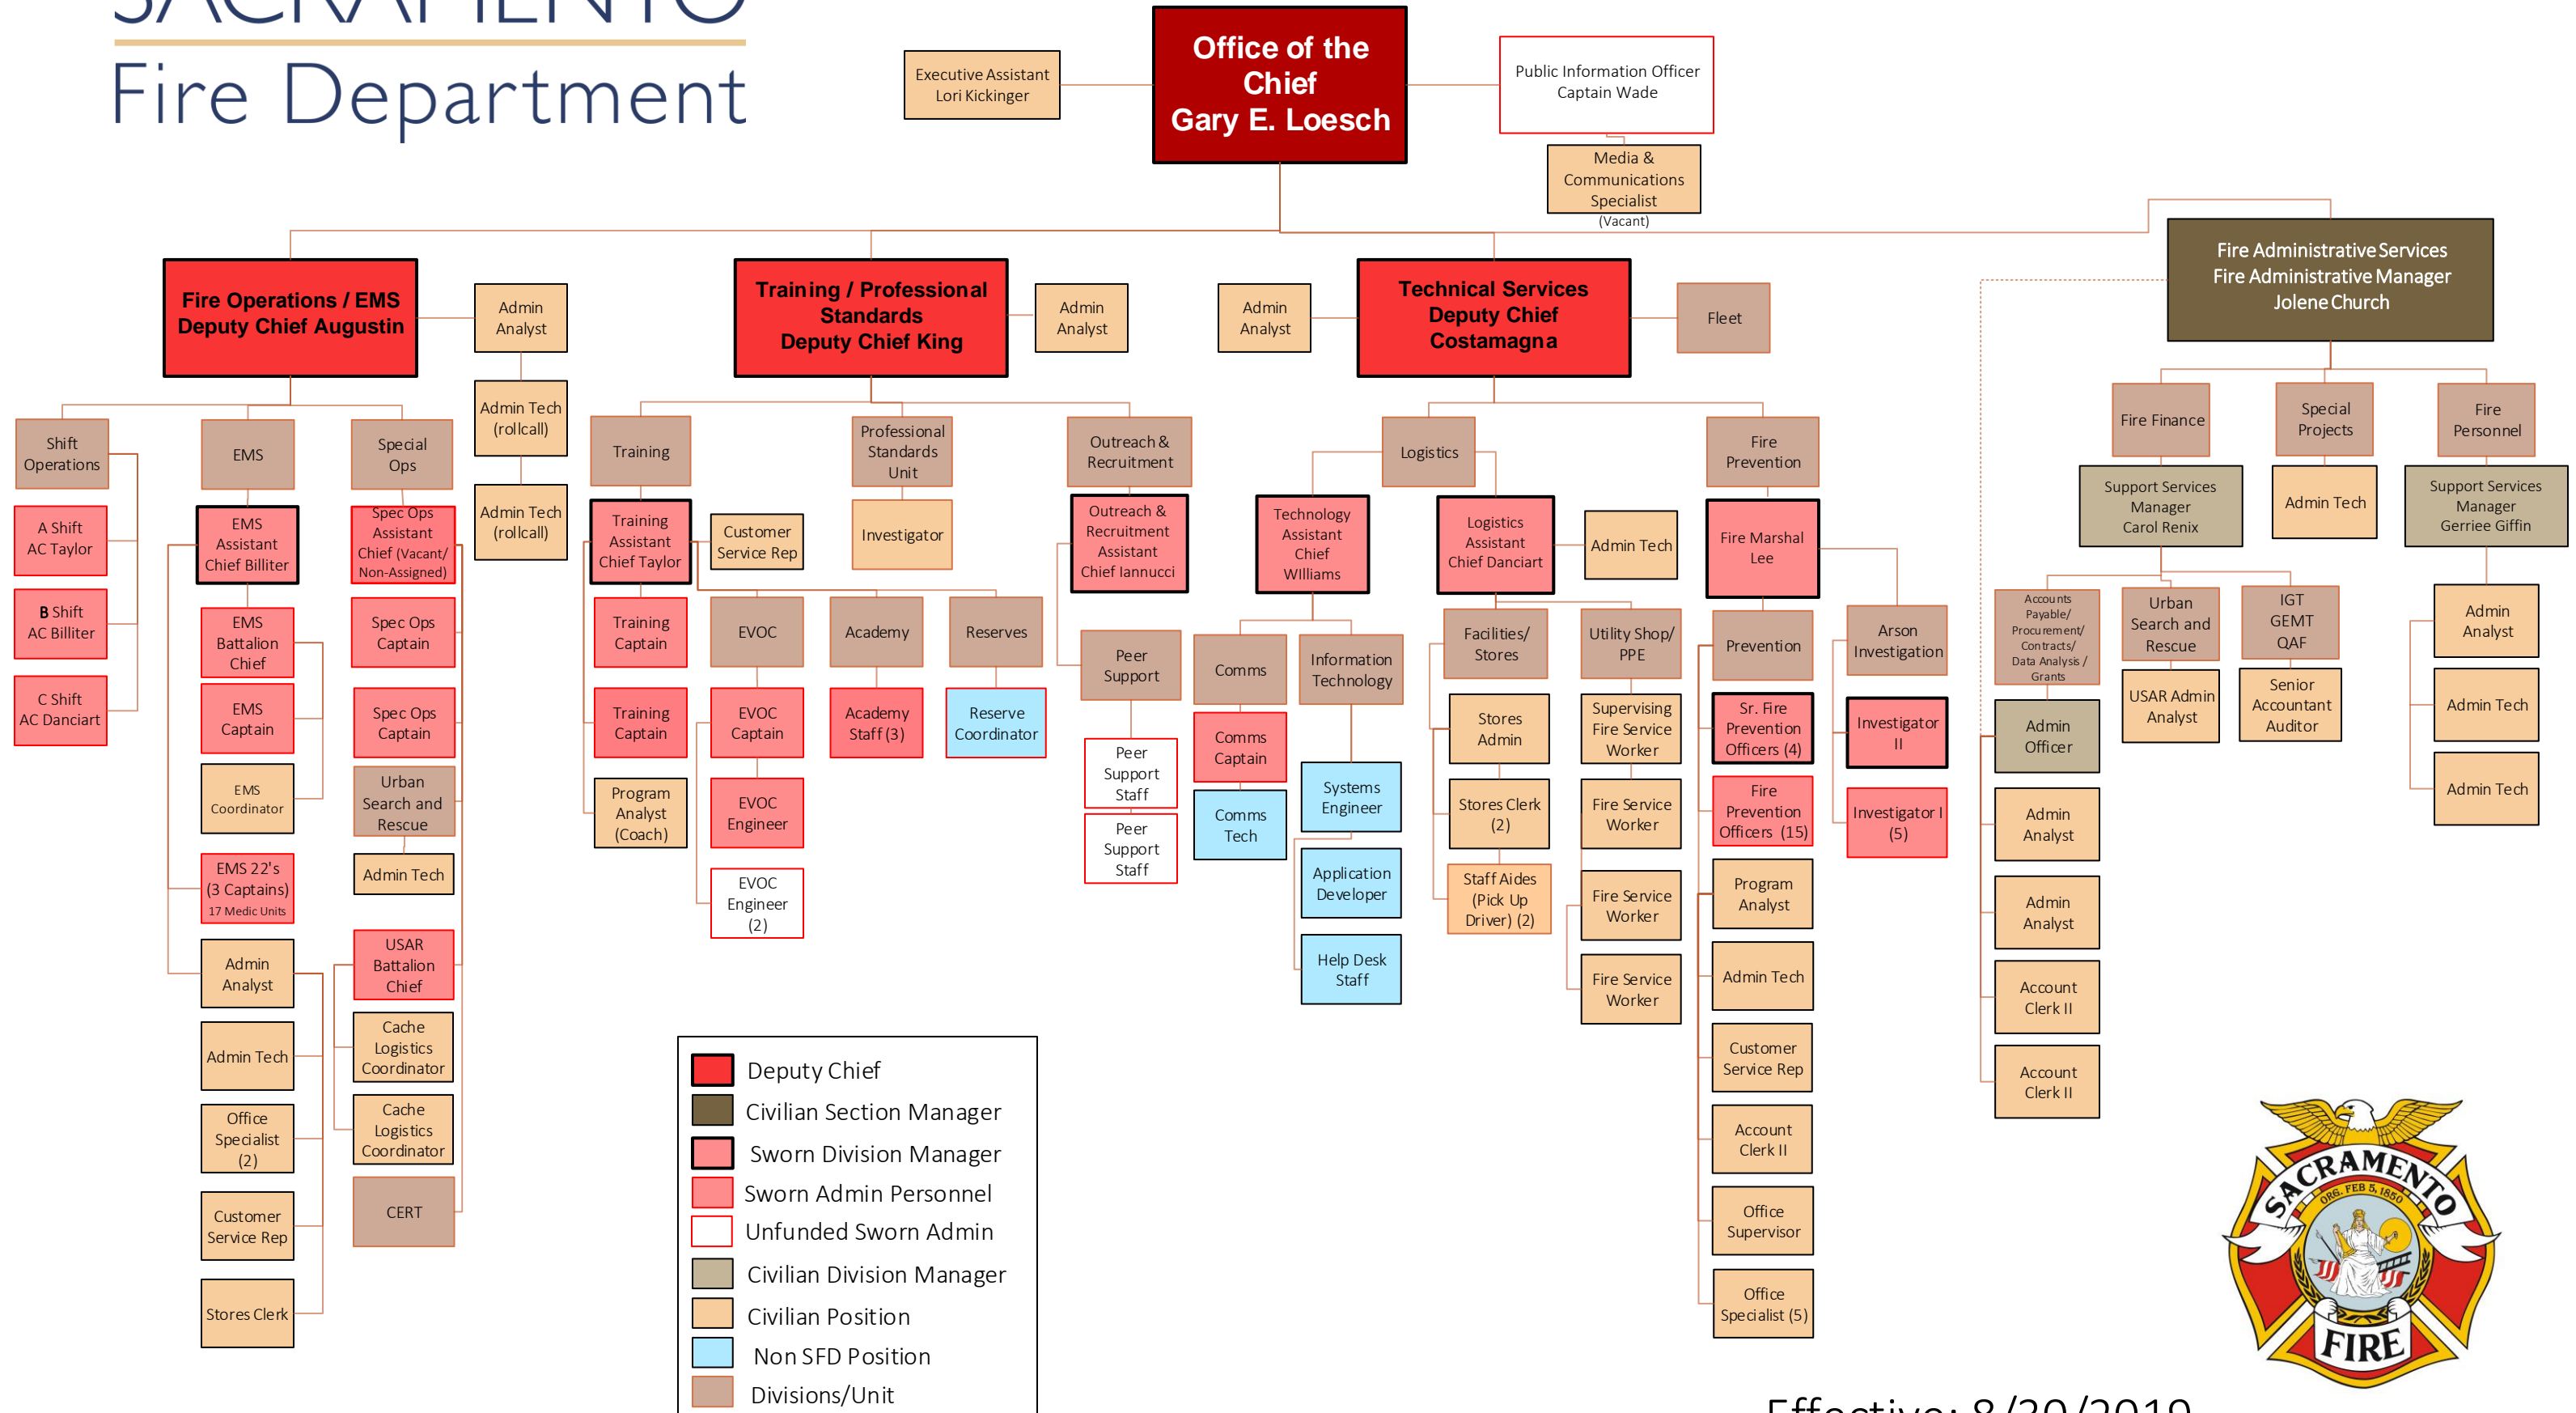 SACRAMENTO
Fire Department
Office of the
Chief
Gary E. Loesch
Executive Assistant
Lori Kickinger
Public Information Officer
Captain Wade
Media &
Communications
Specialist
(Vacant)
Fire Operations / EMS
Deputy Chief Augustin
Admin
Analyst
Admin Tech
(rollcall)
Admin Tech
(rollcall)
Shift
Operations
A Shift
AC Taylor
B Shift
AC Billiter
C Shift
AC Danciart
EMS
EMS
Assistant
Chief Billiter
EMS
Battalion
Chief
EMS
Captain
EMS
Coordinator
EMS 22's
(3 Captains)
17 Medic Units
Admin
Analyst
Admin Tech
Office
Specialist
(2)
Customer
Service Rep
Stores Clerk
Special
Ops
Spec Ops
Assistant
Chief (Vacant/
Non-Assigned)
Spec Ops
Captain
Spec Ops
Captain
Urban
Search and
Rescue
Admin Tech
USAR
Battalion
Chief
Cache
Logistics
Coordinator
Cache
Logistics
Coordinator
CERT
Training / Professional
Standards
Deputy Chief King
Admin
Analyst
Training
Training
Assistant
Chief Taylor
Customer
Service Rep
Training
Captain
Training
Captain
Program
Analyst
(Coach)
EVOC
EVOC
Captain
EVOC
Engineer
EVOC
Engineer
(2)
Academy
Academy
Staff (3)
Reserves
Reserve
Coordinator
Professional
Standards
Unit
Investigator
Outreach &
Recruitment
Outreach &
Recruitment
Assistant
Chief Iannucci
Peer
Support
Peer
Support
Staff
Peer
Support
Staff
Technical Services
Deputy Chief
Costamagna
Admin
Analyst
Fleet
Logistics
Technology
Assistant
Chief
WIlliams
Comms
Comms
Captain
Comms
Tech
Information
Technology
Systems
Engineer
Application
Developer
Help Desk
Staff
Logistics
Assistant
Chief Danciart
Admin Tech
Facilities/
Stores
Stores
Admin
Stores Clerk
(2)
Staff Aides
(Pick Up
Driver) (2)
Utility Shop/
PPE
Supervising
Fire Service
Worker
Fire Service
Worker
Fire Service
Worker
Fire Service
Worker
Fire
Prevention
Fire Marshal
Lee
Prevention
Sr. Fire
Prevention
Officers (4)
Fire
Prevention
Officers (15)
Program
Analyst
Admin Tech
Customer
Service Rep
Account
Clerk II
Office
Supervisor
Office
Specialist (5)
Arson
Investigation
Investigator
II
Investigator I
(5)
Fire Administrative Services
Fire Administrative Manager
Jolene Church
Fire Finance
Support Services
Manager
Carol Renix
Accounts
Payable/
Procurement/
Contracts/
Data Analysis /
Grants
Admin
Officer
Admin
Analyst
Admin
Analyst
Account
Clerk II
Account
Clerk II
Urban
Search and
Rescue
USAR Admin
Analyst
IGT
GEMT
QAF
Senior
Accountant
Auditor
Special
Projects
Admin Tech
Fire
Personnel
Support Services
Manager
Gerriee Giffin
Admin
Analyst
Admin Tech
Admin Tech
Deputy Chief
Civilian Section Manager
Sworn Division Manager
Sworn Admin Personnel
Unfunded Sworn Admin
Civilian Division Manager
Civilian Position
Non SFD Position
Divisions/Unit
SACRAMENTO
ORG. FEB 5, 1850
FIRE
Effective: 8/30/2019